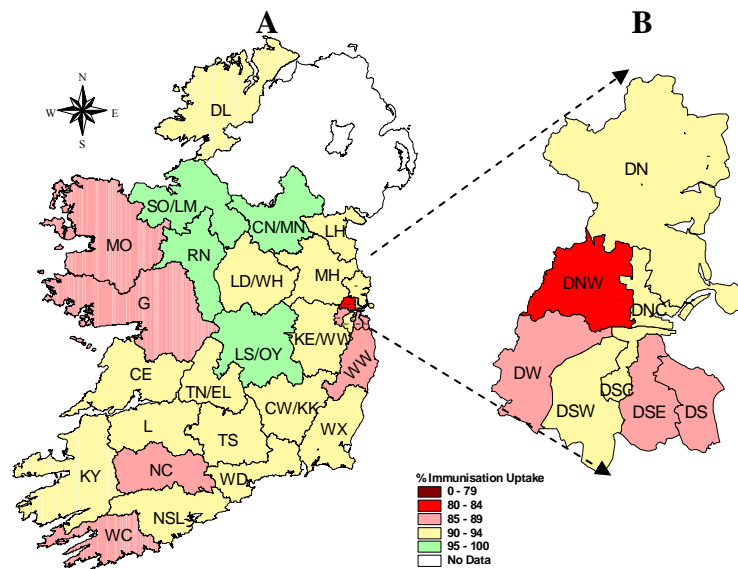 A
B
N
W E
S
DL
DN
SO/LM
CN/MN
LH
MO
RN
LD/WH
MH
DNW
G
DNC
LS/OY
KE/WW
WW
CE
DW
DSC
TN/EL
CW/KK
DSW
DSE
DS
L
TS
WX
KY
NC
WD
NSL
WC
% Immunisation Uptake
0 - 79
80 - 84
85 - 89
90 - 94
95 - 100
No Data